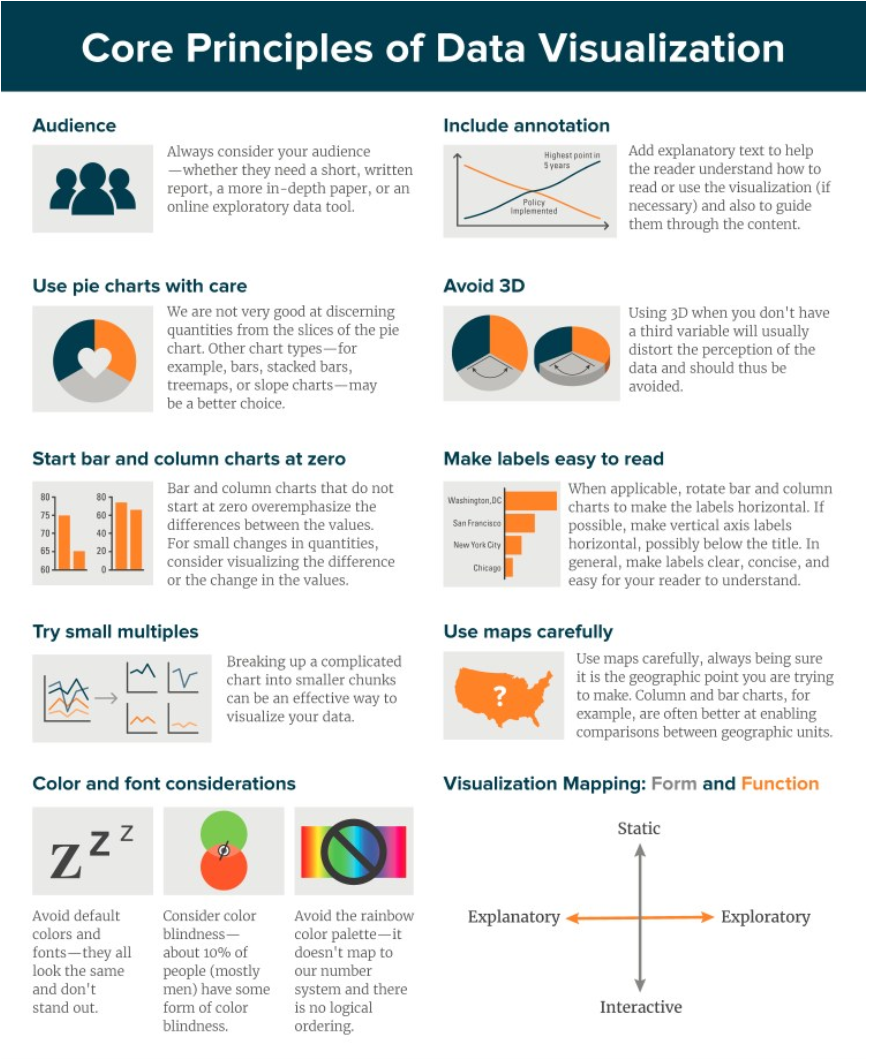 Core Principles of Data Visualization
Audience
Always consider your audience
—whether they need a short, written
report, a more in-depth paper, or an
online exploratory data tool.
Include annotation
Highest point in
5 years
Policy
Implemented
Add explanatory text to help
the reader understand how to
read or use the visualization (if
necessary) and also to guide
them through the content.
Use pie charts with care
We are not very good at discerning
quantities from the slices of the pie
chart. Other chart types—for
example, bars, stacked bars,
treemaps, or slope charts—may
be a better choice.
Avoid 3D
Using 3D when you don't have
a third variable will usually
distort the perception of the
data and should thus be
avoided.
Start bar and column charts at zero
80
75
70
65
60
80
60
40
20
0
Bar and column charts that do not
start at zero overemphasize the
differences between the values.
For small changes in quantities,
consider visualizing the difference
or the change in the values.
Make labels easy to read
Washington,DC
San Francisco
New York City
Chicago
When applicable, rotate bar and column
charts to make the labels horizontal. If
possible, make vertical axis labels
horizontal, possibly below the title. In
general, make labels clear, concise, and
easy for your reader to understand.
Try small multiples
Breaking up a complicated
chart into smaller chunks
can be an effective way to
visualize your data.
Use maps carefully
?
Use maps carefully, always being sure
it is the geographic point you are trying
to make. Column and bar charts, for
example, are often better at enabling
comparisons between geographic units.
Color and font considerations
Z Z Z
Avoid default
colors and
fonts—they all
look the same
and don't
stand out.
Consider color
blindness—
about 10% of
people (mostly
men) have some
form of color
blindness.
Avoid the rainbow
color palette—it
doesn't map to
our number
system and there
is no logical
ordering.
Visualization Mapping: Form and Function
Static
Explanatory
Exploratory
Interactive